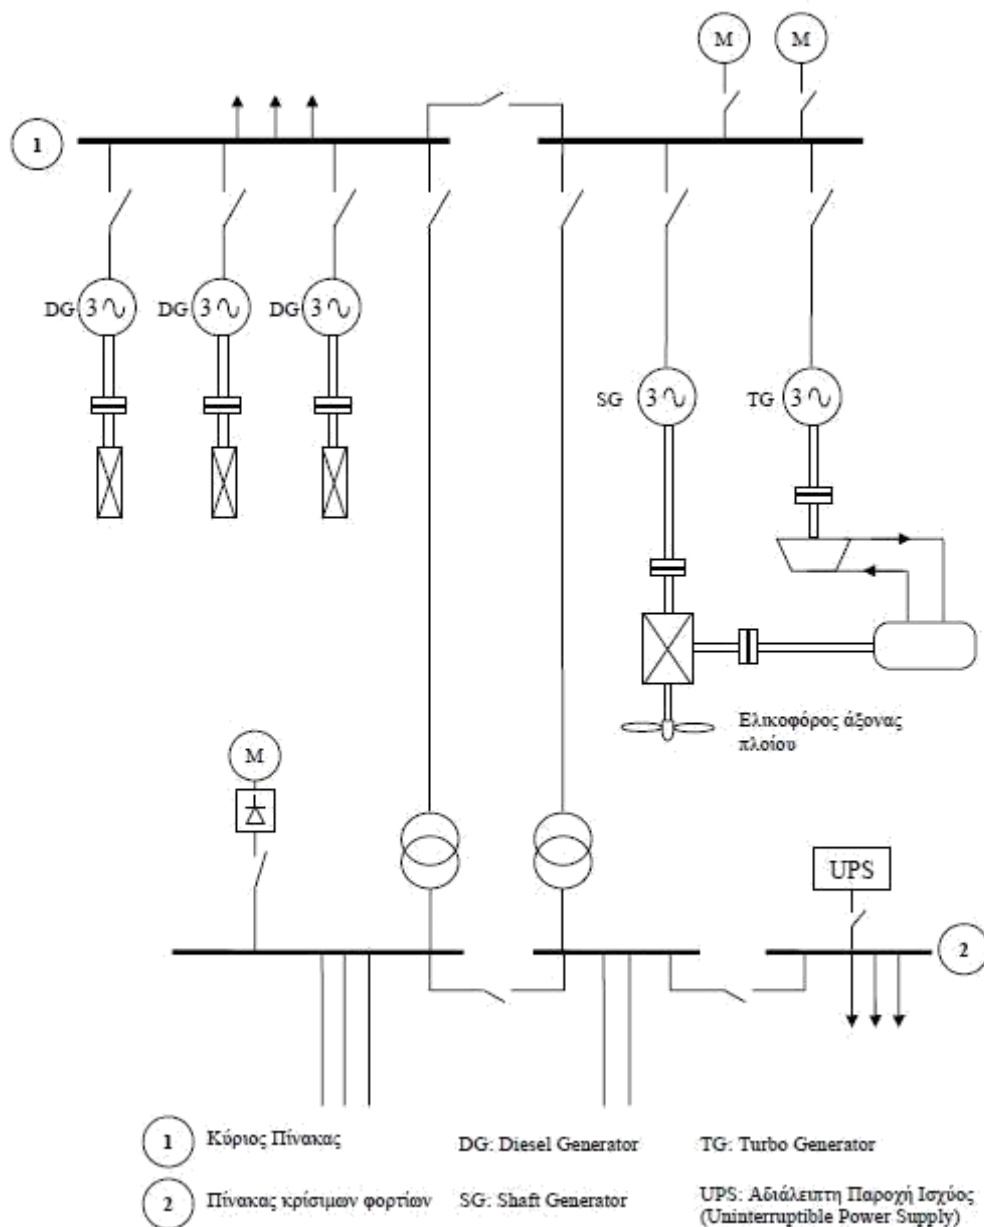 M M
1
DG 3 DG 3 DG 3
SG 3 TG 3
Ελικοφόρος άξονας
πλοίου
M
UPS
2
1 Κύριος Πίνακας DG: Diesel Generator TG: Turbo Generator
2 Πίνακας κρίσιμων φορτίων SG: Shaft Generator UPS: Αδιάλειπτη Παροχή Ισχύος
(Uninterruptible Power Supply)